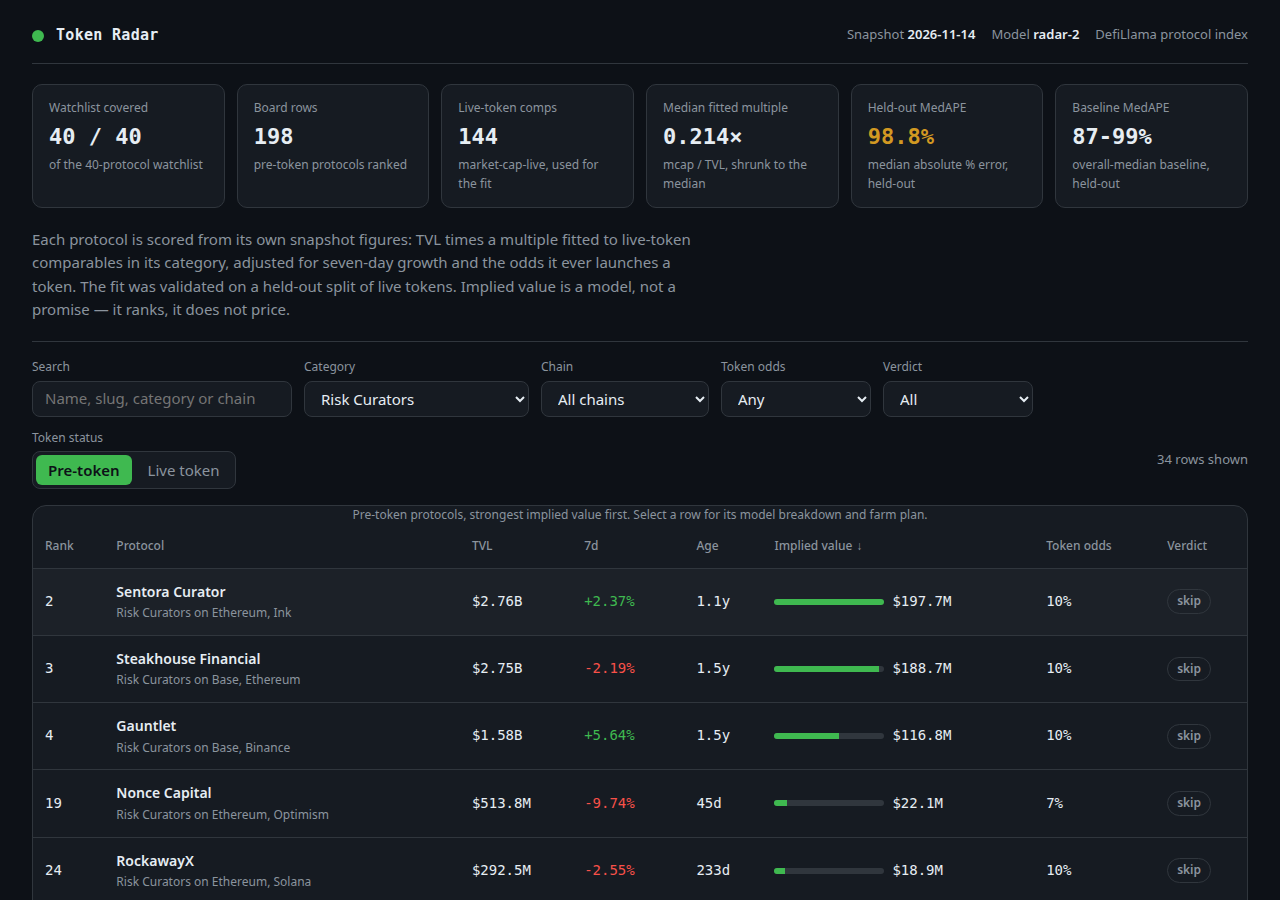 Token Radar
Snapshot 2026-11-14 Model radar-2 DefiLlama protocol index
Watchlist covered
40 / 40
of the 40-protocol watchlist
Board rows
198
pre-token protocols ranked
Live-token comps
144
market-cap-live, used for
the fit
Median fitted multiple
0.214×
mcap / TVL, shrunk to the
median
Held-out MedAPE
98.8%
median absolute % error,
held-out
Baseline MedAPE
87-99%
overall-median baseline,
held-out
Each protocol is scored from its own snapshot figures: TVL times a multiple fitted to live-token
comparables in its category, adjusted for seven-day growth and the odds it ever launches a
token. The fit was validated on a held-out split of live tokens. Implied value is a model, not a
promise — it ranks, it does not price.
Search
Name, slug, category or chain
Category
Risk Curators
Chain
All chains
Token odds
Any
Verdict
All
Token status
Pre-token Live token
34 rows shown
Pre-token protocols, strongest implied value first. Select a row for its model breakdown and farm plan.
Rank Protocol TVL 7d Age Implied value ↓ Token odds Verdict
2 Sentora Curator $2.76B +2.37% 1.1y $197.7M 10% skip
Risk Curators on Ethereum, Ink
3 Steakhouse Financial $2.75B -2.19% 1.5y $188.7M 10% skip
Risk Curators on Base, Ethereum
4 Gauntlet $1.58B +5.64% 1.5y $116.8M 10% skip
Risk Curators on Base, Binance
19 Nonce Capital $513.8M -9.74% 45d $22.1M 7% skip
Risk Curators on Ethereum, Optimism
24 RockawayX $292.5M -2.55% 233d $18.9M 10% skip
Risk Curators on Ethereum, Solana